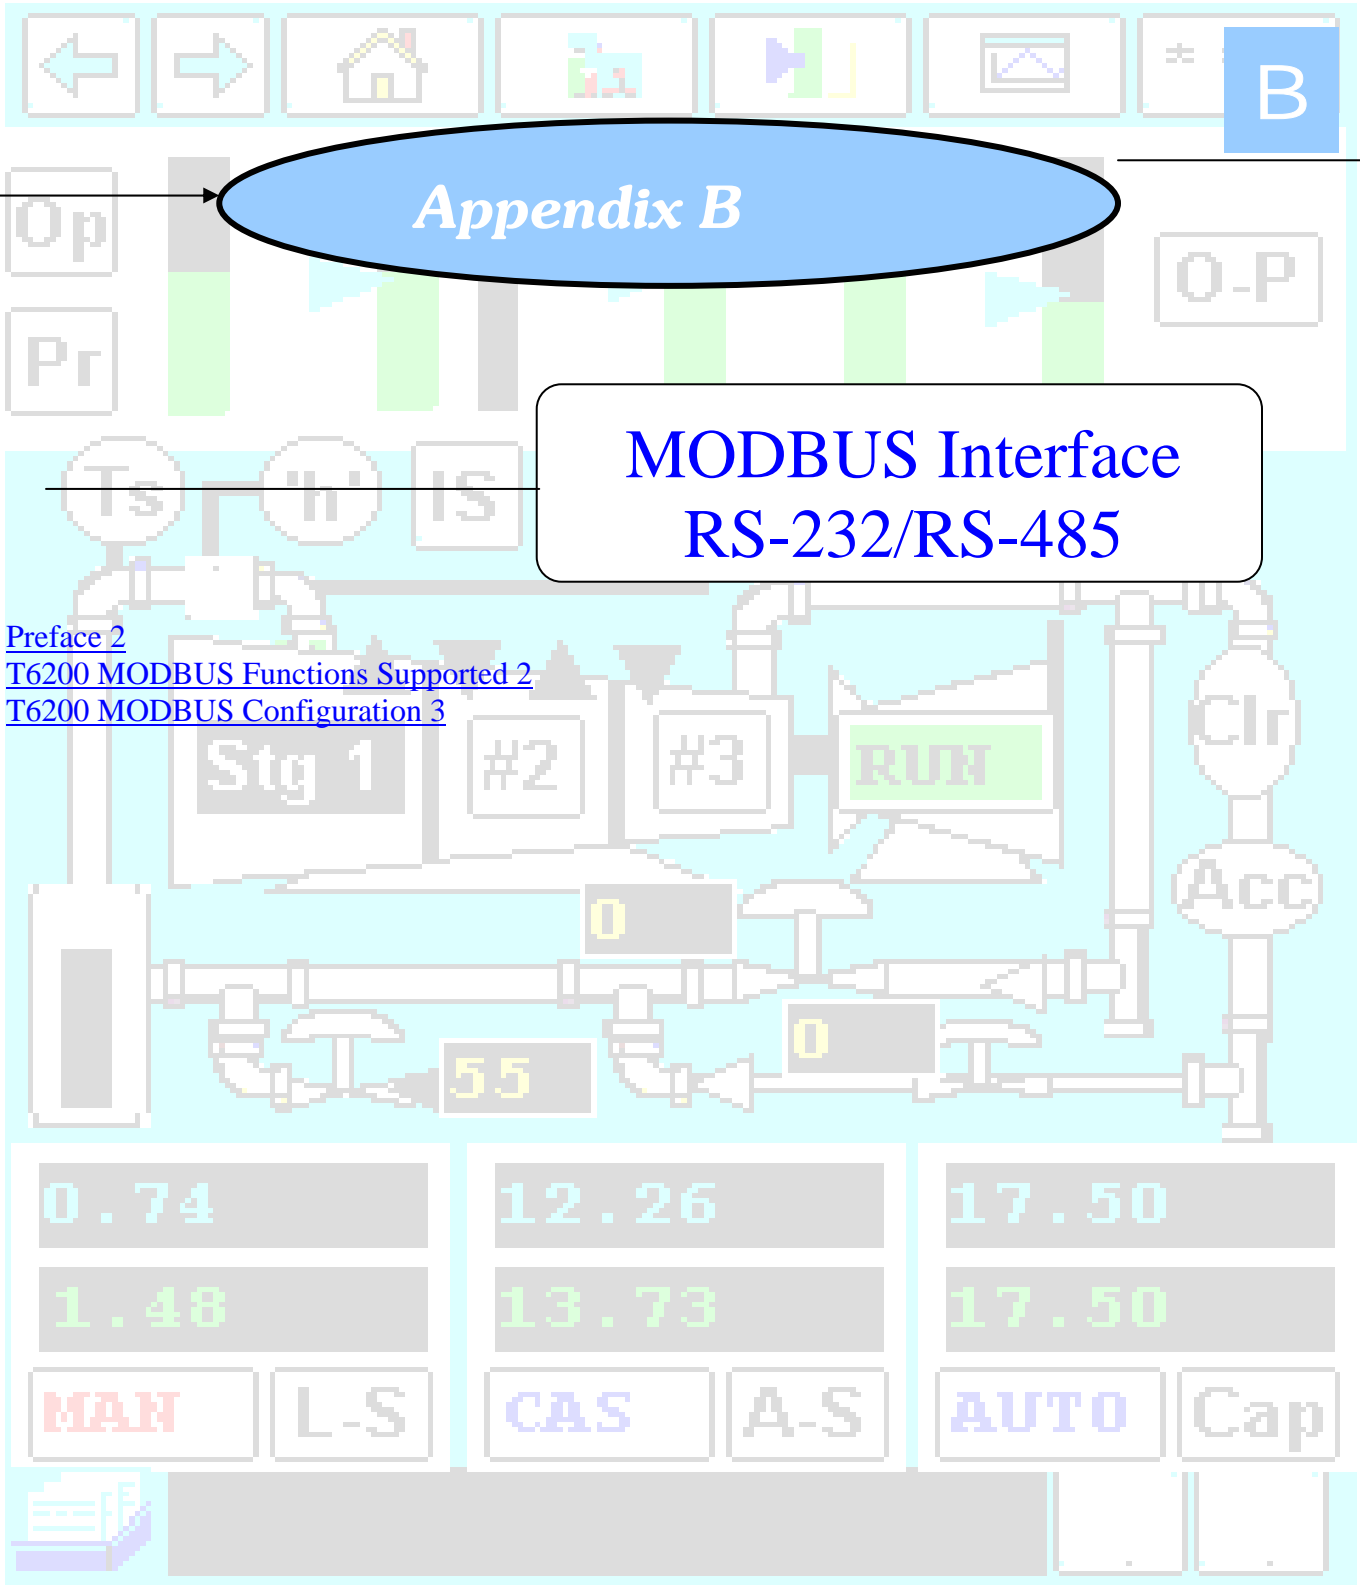 B
Appendix B
Op
O-P
Pr
MODBUS Interface
RS-232/RS-485
Ts
'h'
IS
Preface 2
T6200 MODBUS Functions Supported 2
T6200 MODBUS Configuration 3
Clr
Stg 1
#2
#3
RUN
Acc
0
0
55
0.74
12.26
17.50
1.48
13.73
17.50
MAN
L-S
CAS
A-S
AUTO
Cap